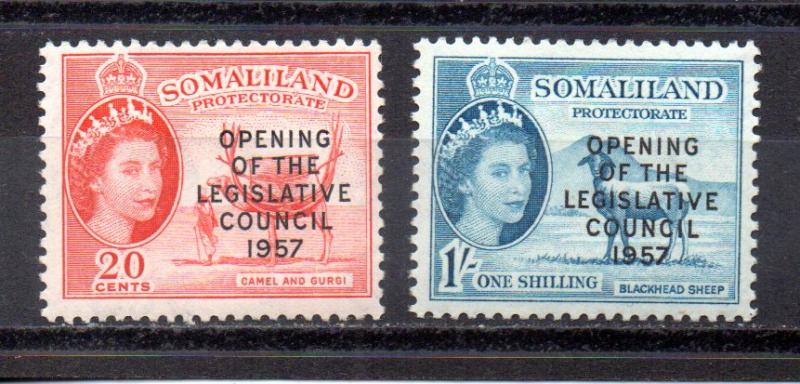 SOMALILAND
PROTECTORATE
OPENING
OF THE
LEGISLATIVE
COUNCIL
1957
20
CENTS
CAMEL AND GURGI
SOMALILAND
PROTECTORATE
OPENING
OF THE
LEGISLATIVE
COUNCIL
1957
1/- ONE SHILLING
BLACKHEAD SHEEP